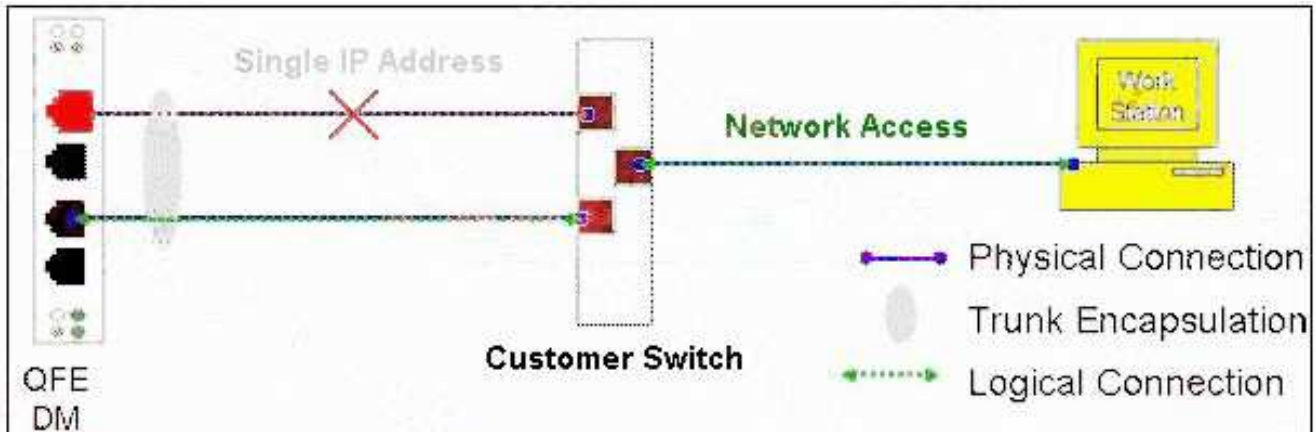 Single IP Address
Work
Station
Network Access
Physical Connection
Trunk Encapsulation
Customer Switch
Logical Connection
QFE
DM